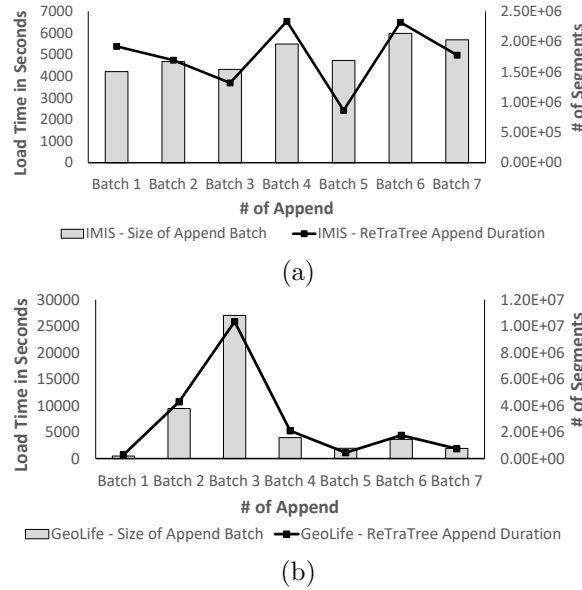 7000 2.50E+06
6000 2.00E+06
5000
4000 1.50E+06
3000 1.00E+06
2000
1000 5.00E+05
0 0.00E+00
Load Time in Seconds
# of Segments
Batch 1 Batch 2 Batch 3 Batch 4 Batch 5 Batch 6 Batch 7
# of Append
IMIS - Size of Append Batch IMIS - ReTraTree Append Duration
(a)
30000 1.20E+07
25000 1.00E+07
20000 8.00E+06
15000 6.00E+06
10000 4.00E+06
5000 2.00E+06
0 0.00E+00
Load Time in Seconds
# of Segments
Batch 1 Batch 2 Batch 3 Batch 4 Batch 5 Batch 6 Batch 7
# of Append
GeoLife - Size of Append Batch GeoLife - ReTraTree Append Duration
(b)